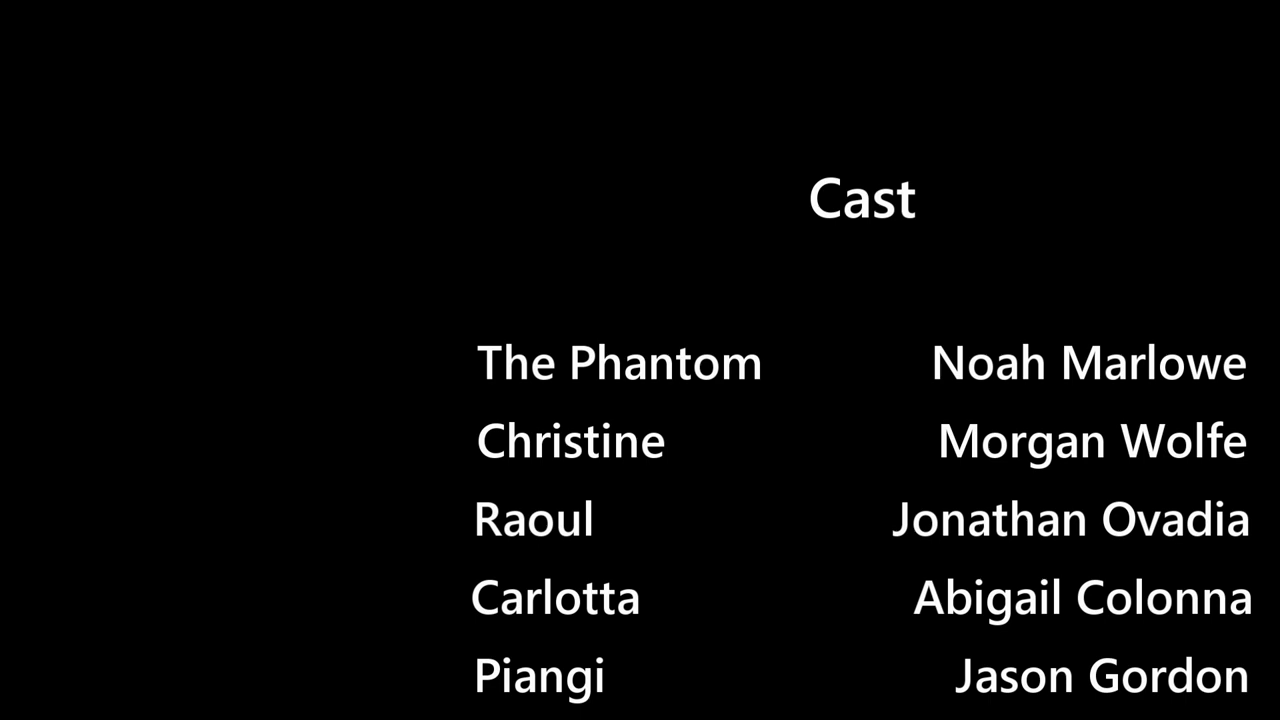 Cast
The Phantom Noah Marlowe
Christine Morgan Wolfe
Raoul Jonathan Ovadia
Carlotta Abigail Colonna
Piangi Jason Gordon